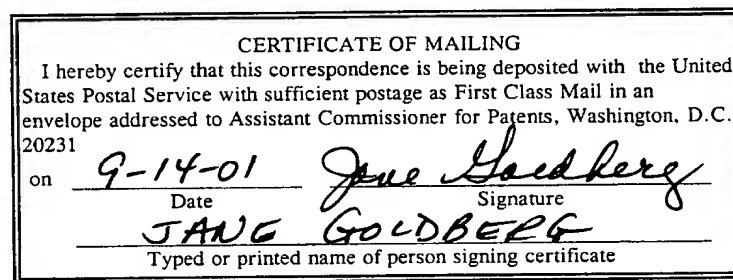 CERTIFICATE OF MAILING
I hereby certify that this correspondence is being deposited with the United
States Postal Service with sufficient postage as First Class Mail in an
envelope addressed to Assistant Commissioner for Patents, Washington, D.C.
20231
on 9-14-01 Jane Goldberg
Date Signature
JANE GOLDBERG
Typed or printed name of person signing certificate